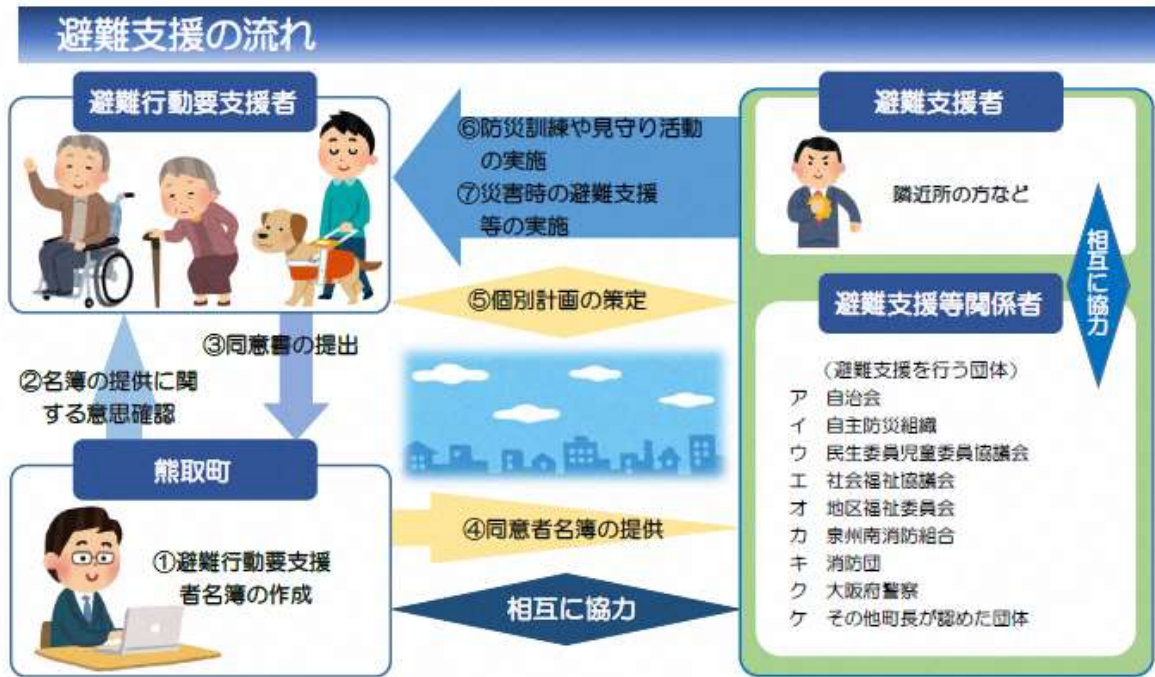 避難支援の流れ
避難行動要支援者
⑥防災訓練や見守り活動
の実施
⑦災害時の避難支援
等の実施
避難支援者
隣近所の方など
相互に協力
⑤個別計画の策定
避難支援等関係者
(避難支援を行う団体)
ア 自治会
イ 自主防災組織
ウ 民生委員児童委員協議会
エ 社会福祉協議会
オ 地区福祉委員会
カ 泉州南消防組合
キ 消防団
ク 大阪府警察
ケ その他町長が認めた団体
③同意書の提出
②名簿の提供に関
する意思確認
熊取町
①避難行動要支援
者名簿の作成
④同意者名簿の提供
相互に協力